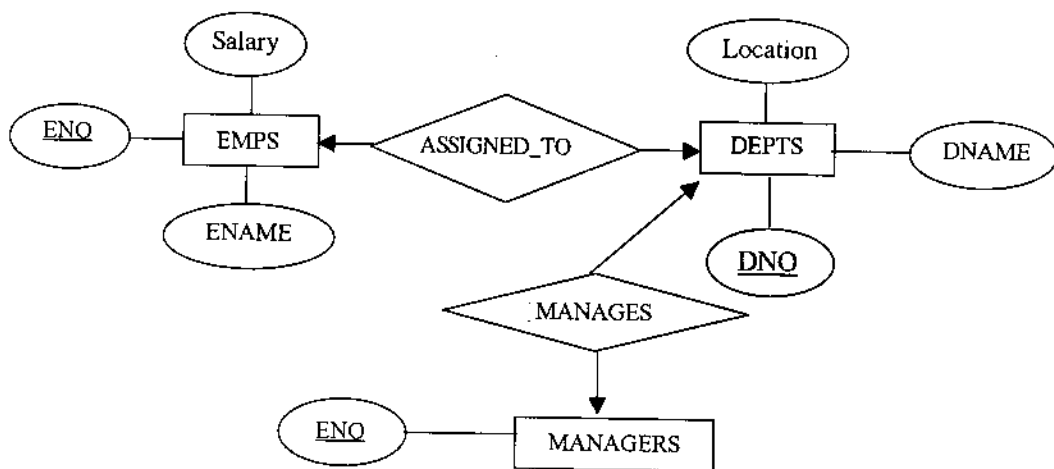 Salary
Location
ENO
EMPS
ASSIGNED_TO
DEPTS
DNAME
ENAME
DNO
MANAGES
ENO
MANAGERS